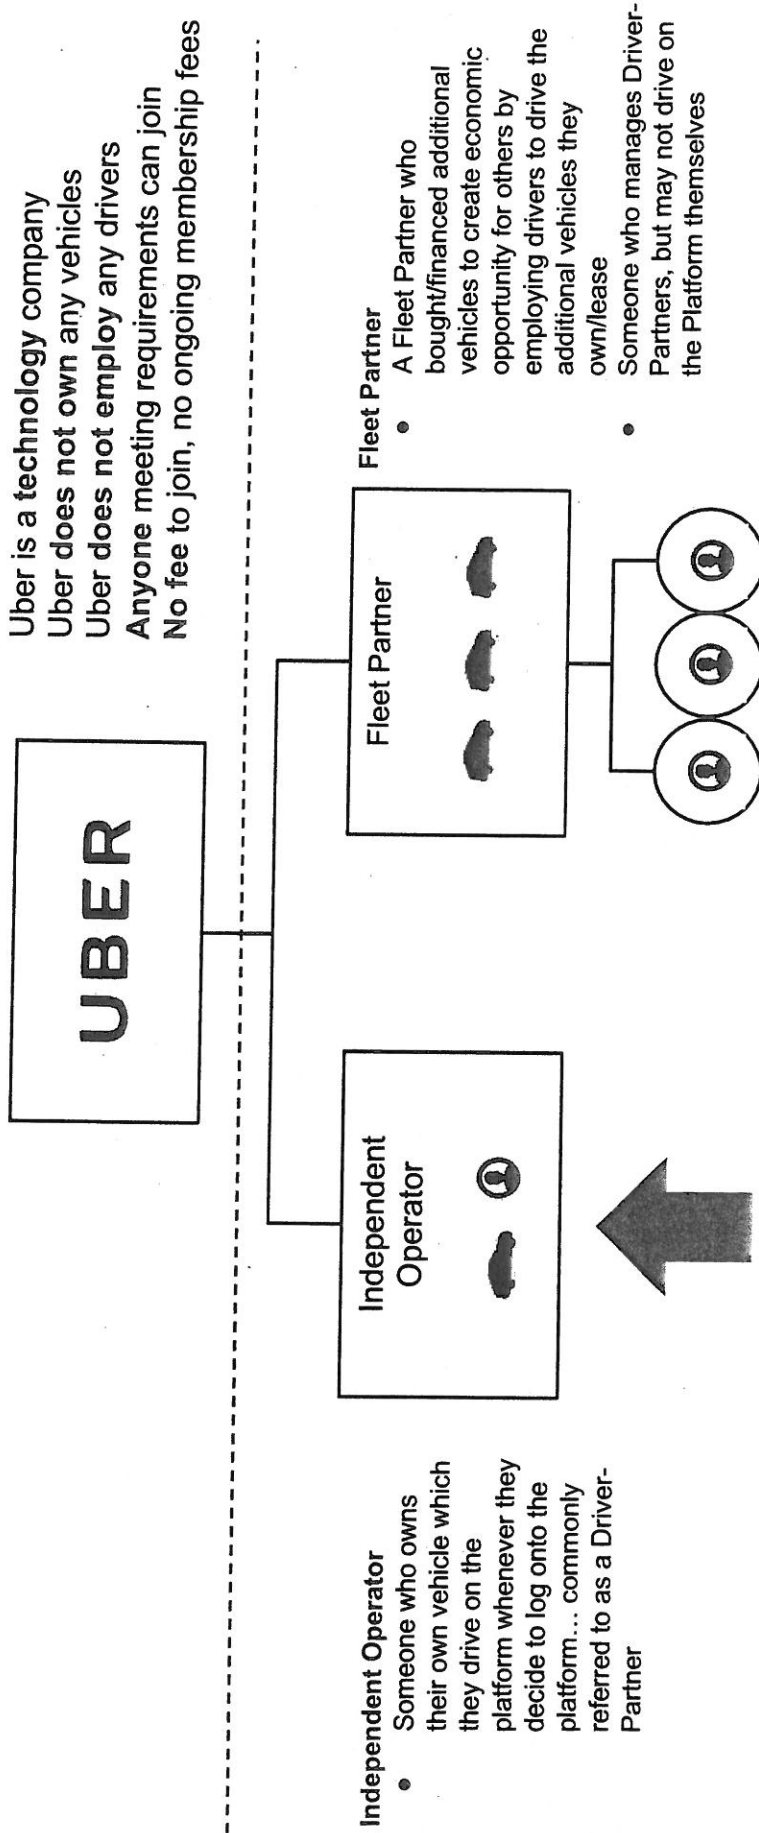 Uber is a technology company
Uber does not own any vehicles
Uber does not employ any drivers
Anyone meeting requirements can join
No fee to join, no ongoing membership fees
UBER
Independent
Operator
Fleet Partner
Independent Operator
• Someone who owns
their own vehicle which
they drive on the
platform whenever they
decide to log onto the
platform... commonly
referred to as a Driver-
Partner
Fleet Partner
• A Fleet Partner who
bought/financed additional
vehicles to create economic
opportunity for others by
employing drivers to drive the
additional vehicles they
own/lease
• Someone who manages Driver-
Partners, but may not drive on
the Platform themselves